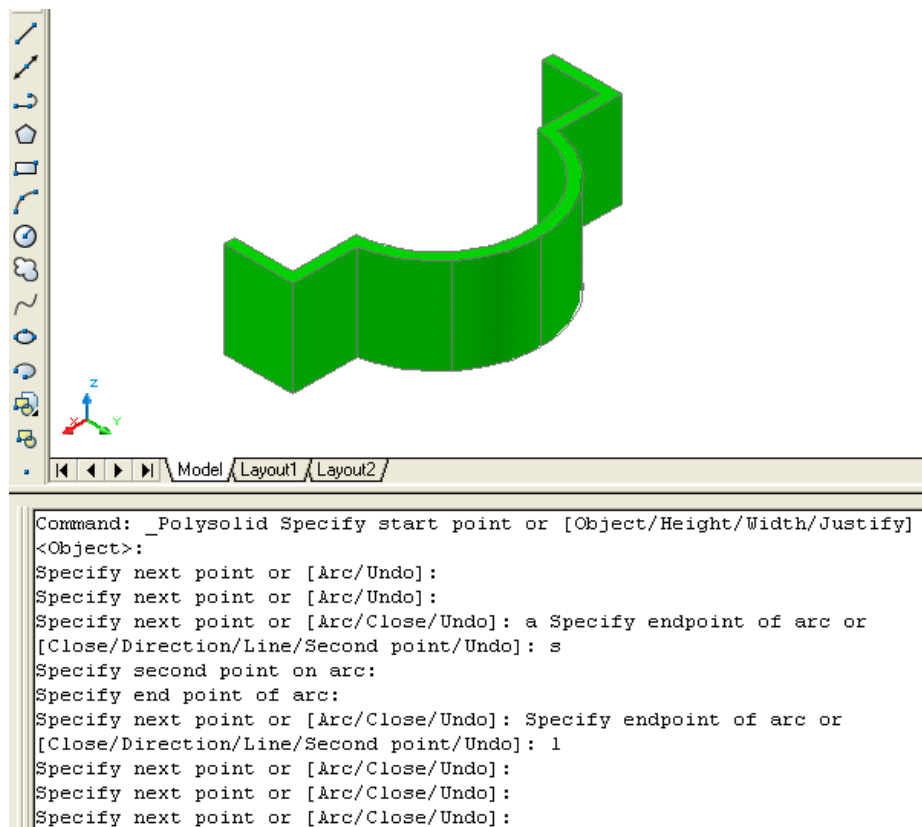 Z
X
Y
Model Layout1 Layout2
Command: _Polysolid Specify start point or [Object/Height/Width/Justify]
<Object>:
Specify next point or [Arc/Undo]:
Specify next point or [Arc/Undo]:
Specify next point or [Arc/Close/Undo]: a Specify endpoint of arc or
[Close/Direction/Line/Second point/Undo]: s
Specify second point on arc:
Specify end point of arc:
Specify next point or [Arc/Close/Undo]: Specify endpoint of arc or
[Close/Direction/Line/Second point/Undo]: l
Specify next point or [Arc/Close/Undo]:
Specify next point or [Arc/Close/Undo]:
Specify next point or [Arc/Close/Undo]: